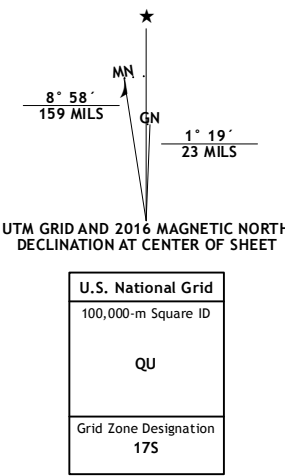 ★
MN
GN
8° 58´
159 MILS
1° 19´
23 MILS
UTM GRID AND 2016 MAGNETIC NORTH
DECLINATION AT CENTER OF SHEET
U.S. National Grid
100,000-m Square ID
QU
Grid Zone Designation
17S